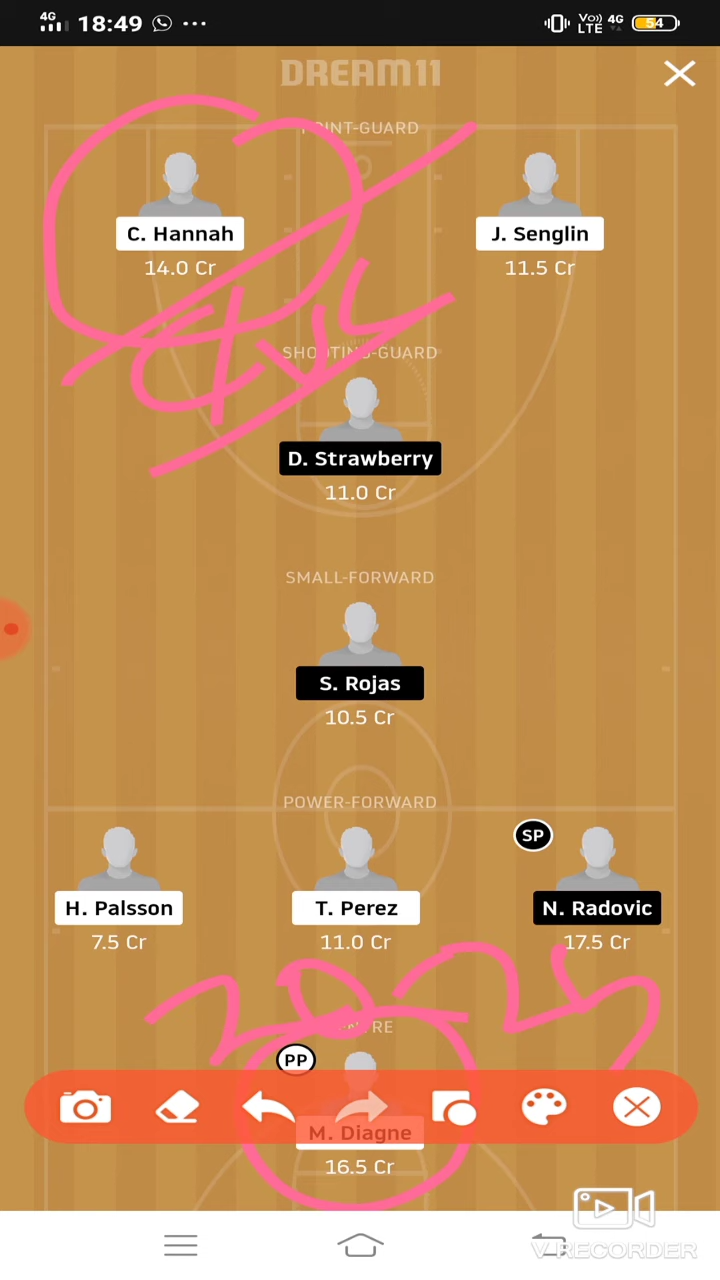 4G 18:49 Vo)) LTE 4G 54
DREAM11
POINT-GUARD
C. Hannah J. Senglin
14.0 Cr 11.5 Cr
SHOOTING-GUARD
D. Strawberry
11.0 Cr
SMALL-FORWARD
S. Rojas
10.5 Cr
POWER-FORWARD
SP
H. Palsson T. Perez N. Radovic
7.5 Cr 11.0 Cr 17.5 Cr
CENTRE
PP
M. Diagne
16.5 Cr
V RECORDER